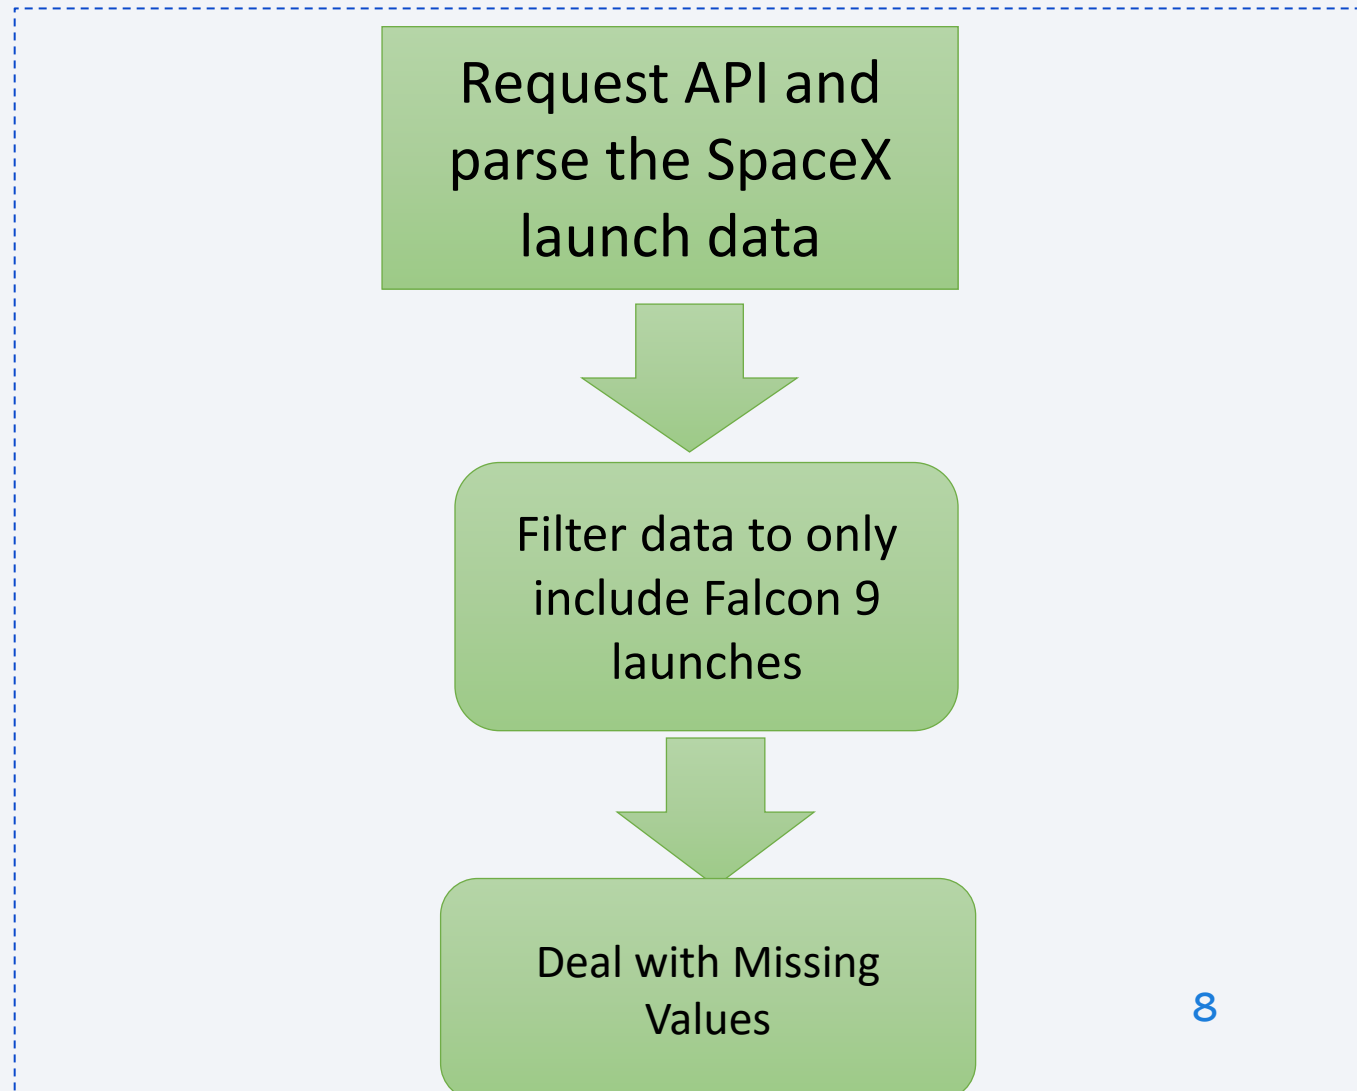 Request API and
parse the SpaceX
launch data
Filter data to only
include Falcon 9
launches
Deal with Missing
Values
8